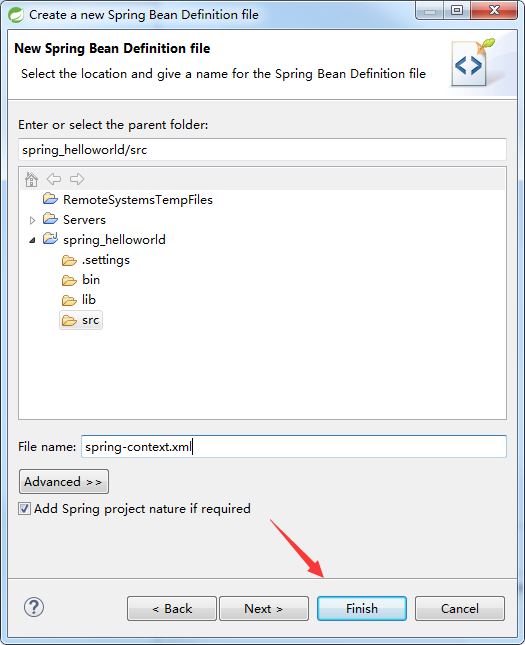 Create a new Spring Bean Definition file
New Spring Bean Definition file
Select the location and give a name for the Spring Bean Definition file
Enter or select the parent folder:
spring_helloworld/src
RemoteSystemsTempFiles
Servers
spring_helloworld
.settings
bin
lib
src
File name: spring-context.xml
Advanced >>
Add Spring project nature if required
< Back Next > Finish Cancel